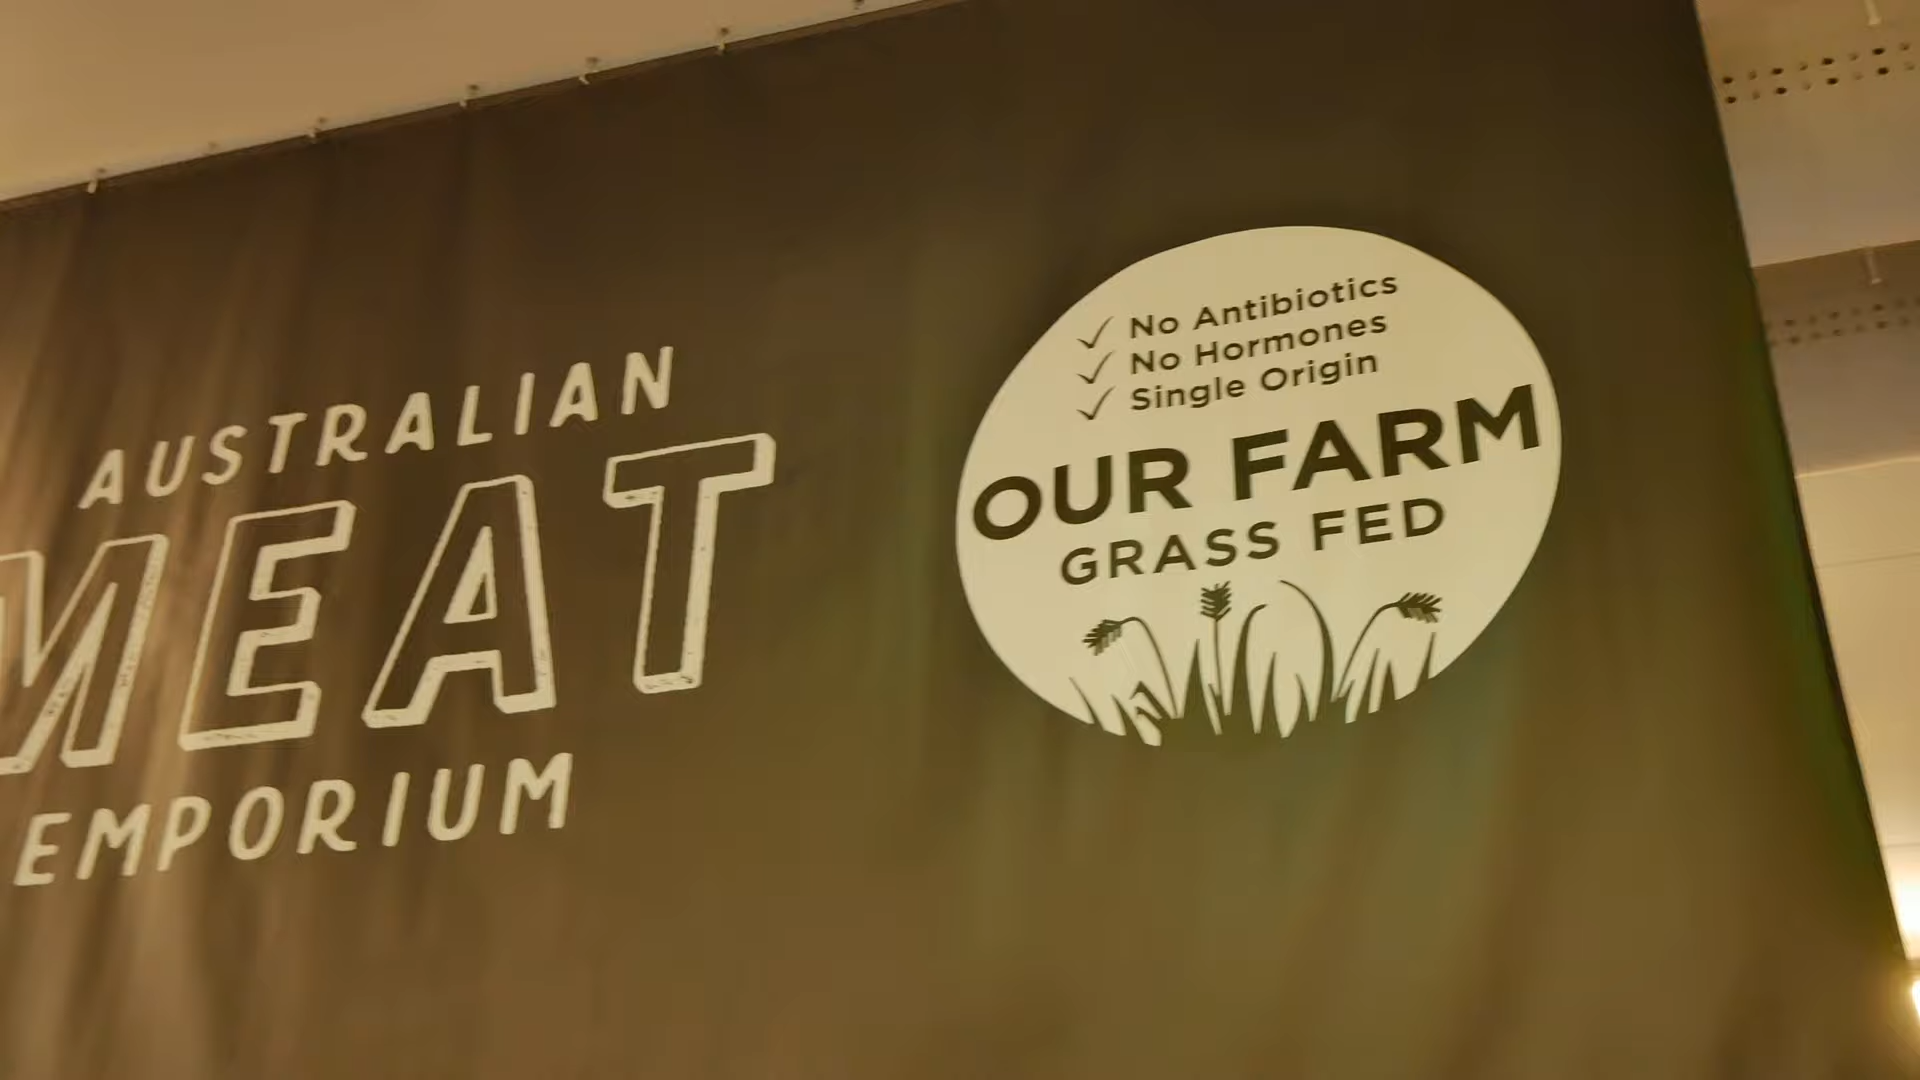 AUSTRALIAN
MEAT
EMPORIUM
No Antibiotics
No Hormones
Single Origin
OUR FARM
GRASS FED